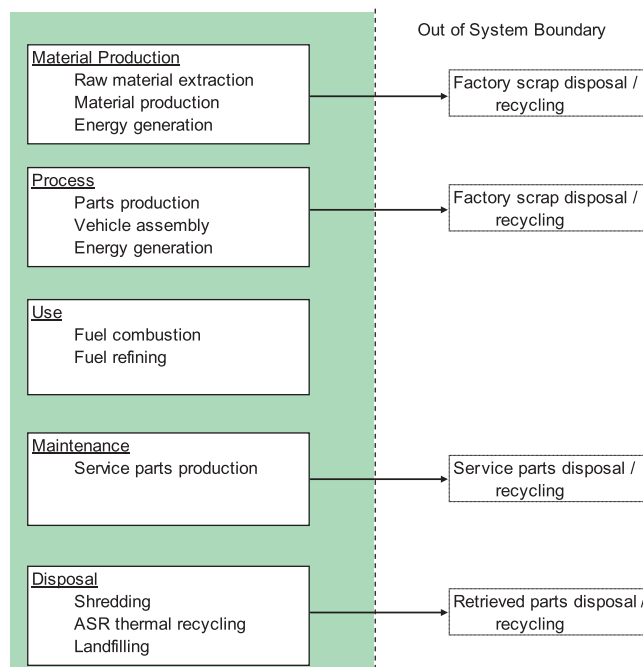 Out of System Boundary
Material Production
Raw material extraction
Material production
Energy generation
Factory scrap disposal /
recycling
Process
Parts production
Vehicle assembly
Energy generation
Factory scrap disposal /
recycling
Use
Fuel combustion
Fuel refining
Maintenance
Service parts production
Service parts disposal /
recycling
Disposal
Shredding
ASR thermal recycling
Landfilling
Retrieved parts disposal /
recycling